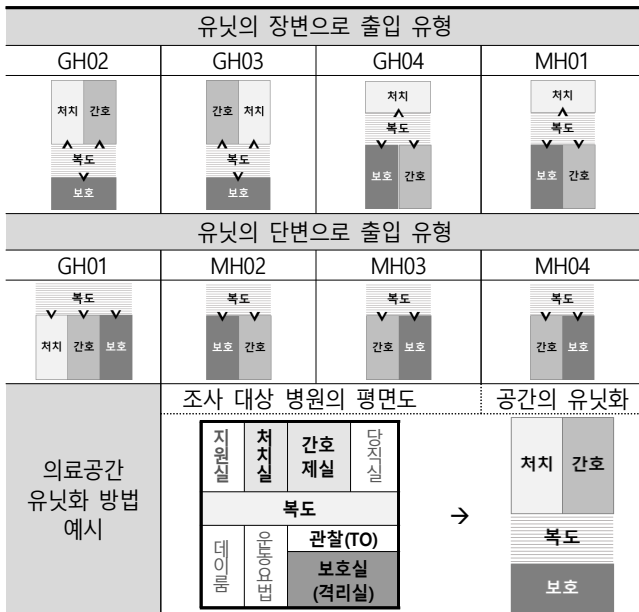 유닛의 장변으로 출입 유형
GH02 GH03 GH04 MH01
처치 간호 간호 처치 처치 처치
복도 복도 복도 복도
보호 보호 보호 간호 보호 간호
유닛의 단변으로 출입 유형
GH01 MH02 MH03 MH04
복도 복도 복도 복도
처치 간호 보호 보호 간호 간호 보호 간호 보호
조사 대상 병원의 평면도 공간의 유닛화
의료공간
유닛화 방법
예시
지원실 처치실 간호
제실 당직실
복도
데이룸 운동요법 관찰(TO)
보호실
(격리실)
→
처치 간호
복도
보호